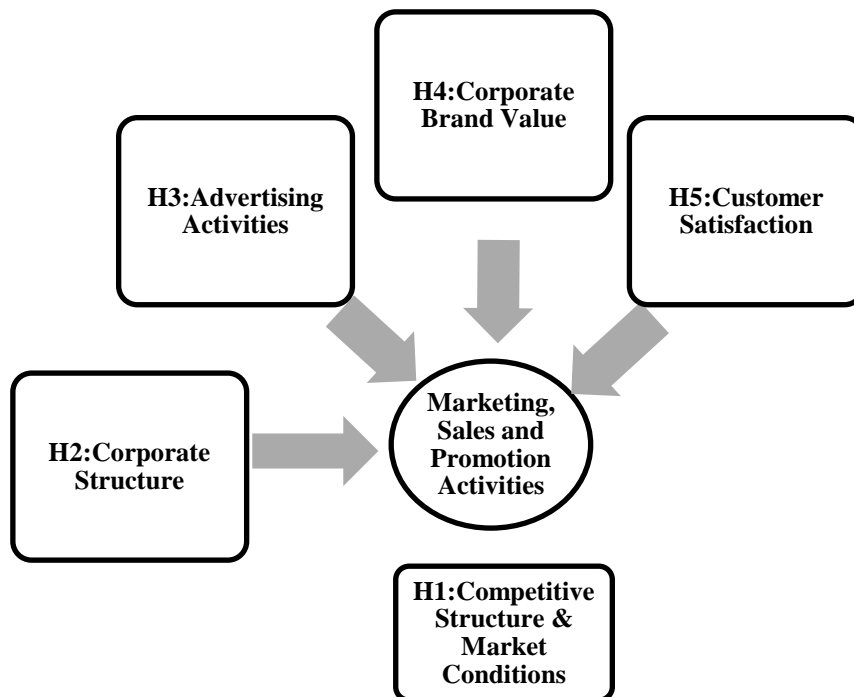 H4:Corporate
Brand Value
H3:Advertising
Activities
H5:Customer
Satisfaction
H2:Corporate
Structure
Marketing,
Sales and
Promotion
Activities
H1:Competitive
Structure &
Market
Conditions